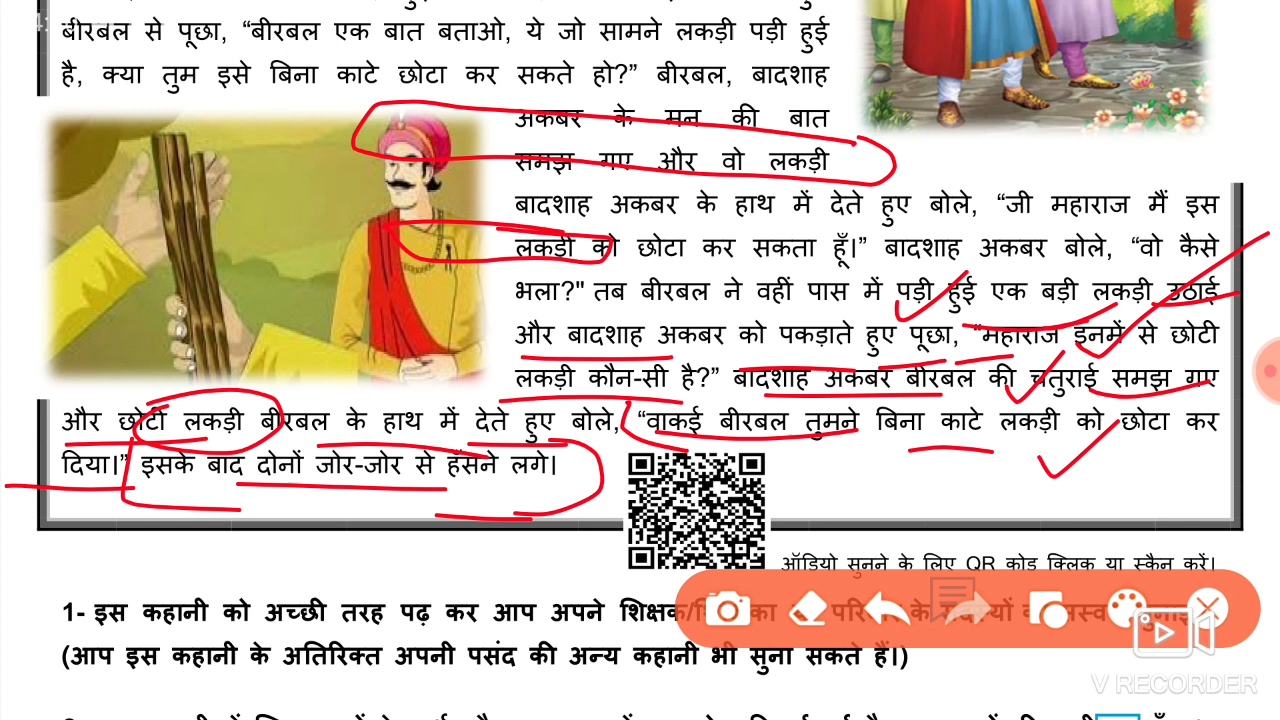 बीरबल से पूछा, “बीरबल एक बात बताओ, ये जो सामने लकड़ी पड़ी हुई
है, क्या तुम इसे बिना काटे छोटा कर सकते हो?” बीरबल, बादशाह
अकबर के मन की बात
समझ गए और वो लकड़ी
बादशाह अकबर के हाथ में देते हुए बोले, “जी महाराज मैं इस
लकड़ी को छोटा कर सकता हूँ।” बादशाह अकबर बोले, “वो कैसे
भला?" तब बीरबल ने वहीं पास में पड़ी हुई एक बड़ी लकड़ी उठाई
और बादशाह अकबर को पकड़ाते हुए पूछा, “महाराज इनमें से छोटी
लकड़ी कौन-सी है?” बादशाह अकबर बीरबल की चतुराई समझ गए
और छोटी लकड़ी बीरबल के हाथ में देते हुए बोले, “वाकई बीरबल तुमने बिना काटे लकड़ी को छोटा कर
दिया।” इसके बाद दोनों जोर-जोर से हँसने लगे।
ऑडियो सुनने के लिए QR कोड क्लिक या स्कैन करें।
1- इस कहानी को अच्छी तरह पढ़ कर आप अपने शिक्षक/
(आप इस कहानी के अतिरिक्त अपनी पसंद की अन्य कहानी भी सुना सकते हैं।)
V RECORDER